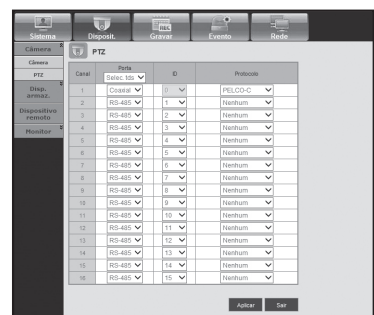 Sistema Disposit. Gravar Evento Rede
REC
Câmera
Câmera
PTZ
Disp. armaz.
Dispositivo remoto
Monitor
PTZ
Canal Porta ID Protocolo
Selec. tds
1 Coaxial 0 PELCO-C
2 RS-485 1 Nenhum
3 RS-485 2 Nenhum
4 RS-485 3 Nenhum
5 RS-485 4 Nenhum
6 RS-485 5 Nenhum
7 RS-485 6 Nenhum
8 RS-485 7 Nenhum
9 RS-485 8 Nenhum
10 RS-485 9 Nenhum
11 RS-485 10 Nenhum
12 RS-485 11 Nenhum
13 RS-485 12 Nenhum
14 RS-485 13 Nenhum
15 RS-485 14 Nenhum
16 RS-485 15 Nenhum
Aplicar Sair